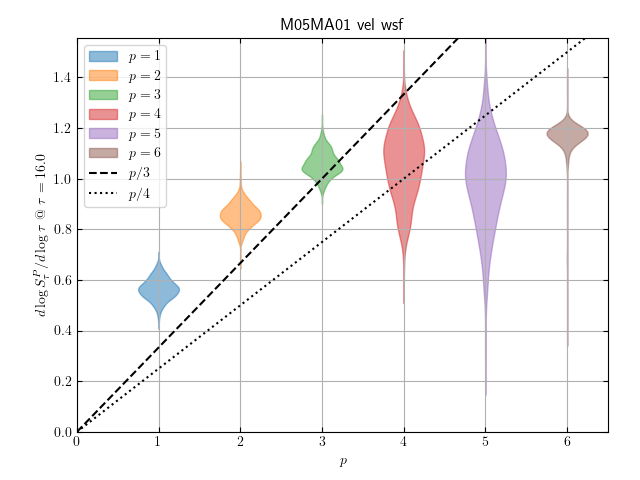 M05MA01 vel wsf
p = 1
p = 2
p = 3
p = 4
p = 5
p = 6
p/3
p/4
d log S_τ^P / d log τ @ τ = 16.0
1.4
1.2
1.0
0.8
0.6
0.4
0.2
0.0
0 1 2 3 4 5 6
p